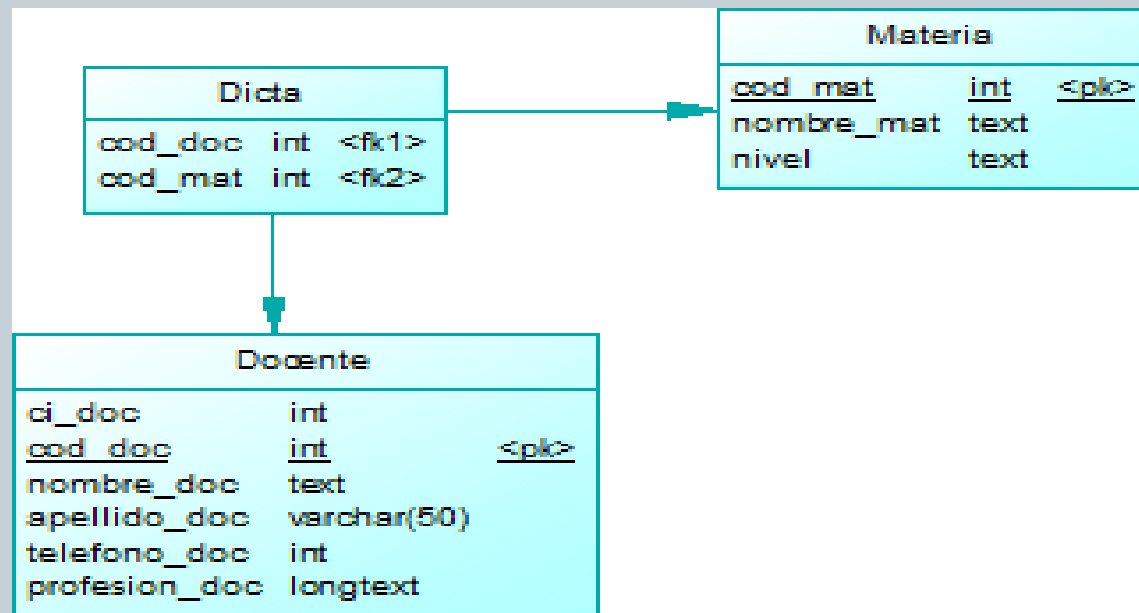 Dicta
cod_doc int <fk1>
cod_mat int <fk2>
Materia
cod_mat int <pk>
nombre_mat text
nivel text
Docente
ci_doc int
cod_doc int <pk>
nombre_doc text
apellido_doc varchar(50)
telefono_doc int
profesion_doc longtext